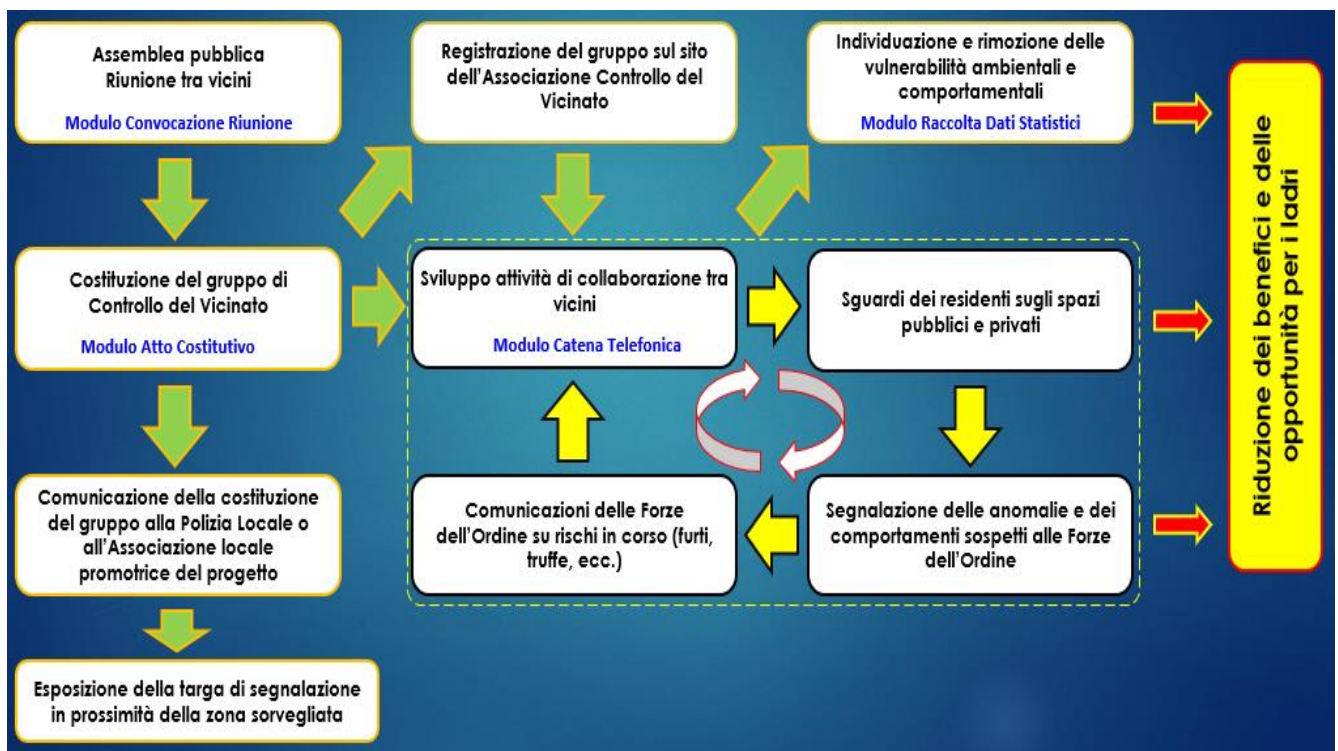 Assemblea pubblica
Riunione tra vicini
Modulo Convocazione Riunione
Registrazione del gruppo sul sito
dell'Associazione Controllo del
Vicinato
Individuazione e rimozione delle
vulnerabilità ambientali e
comportamentali
Modulo Raccolta Dati Statistici
Costituzione del gruppo di
Controllo del Vicinato
Modulo Atto Costitutivo
Sviluppo attività di collaborazione tra
vicini
Modulo Catena Telefonica
Sguardi dei residenti sugli spazi
pubblici e privati
Comunicazione della costituzione
del gruppo alla Polizia Locale o
all'Associazione locale
promotrice del progetto
Comunicazioni delle Forze
dell'Ordine su rischi in corso (furti,
truffe, ecc.)
Segnalazione delle anomalie e dei
comportamenti sospetti alle Forze
dell'Ordine
Esposizione della targa di segnalazione
in prossimità della zona sorvegliata
Riduzione dei benefici e delle
opportunità per i ladri